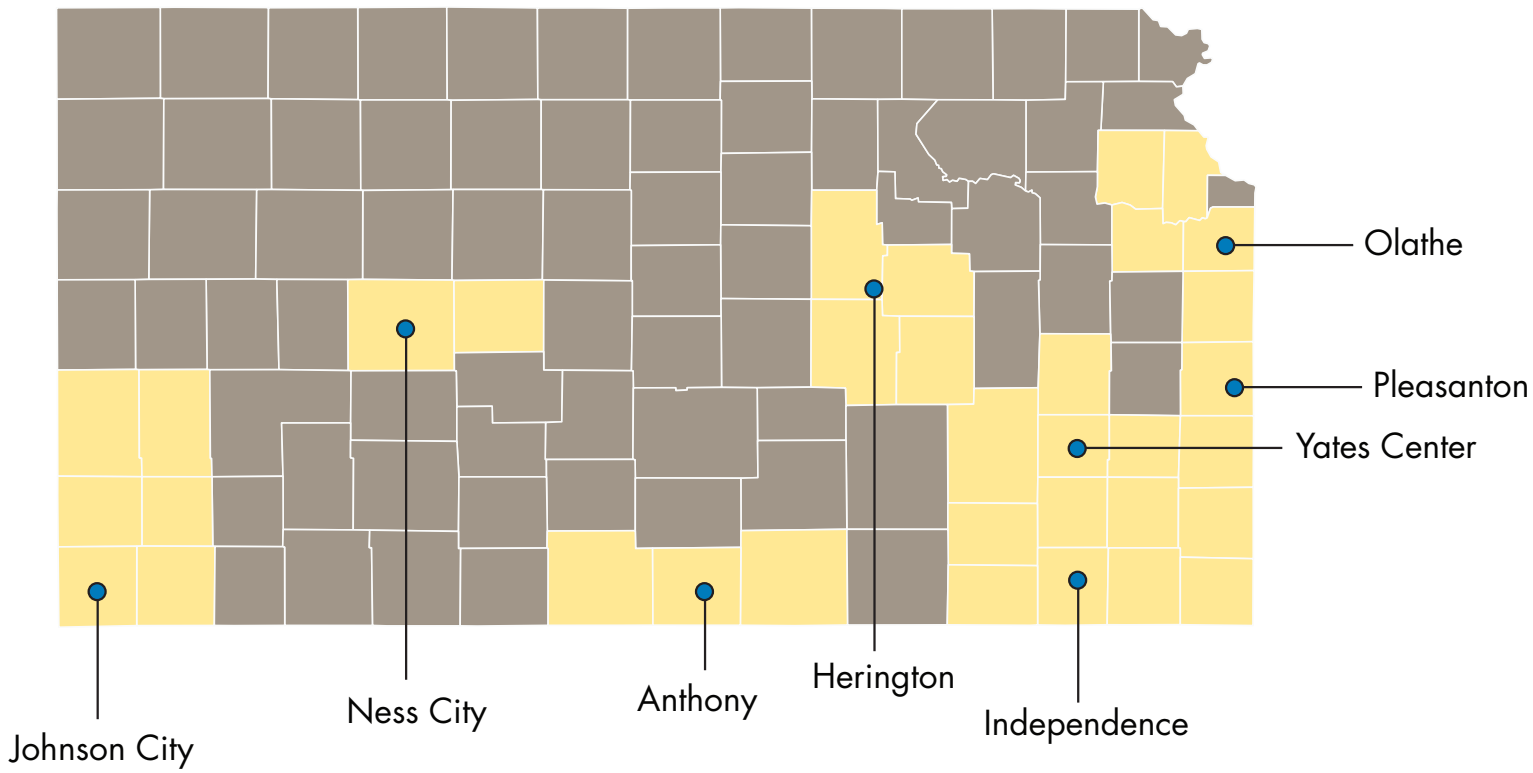 Olathe
Pleasanton
Yates Center
Herington
Anthony
Ness City
Independence
Johnson City